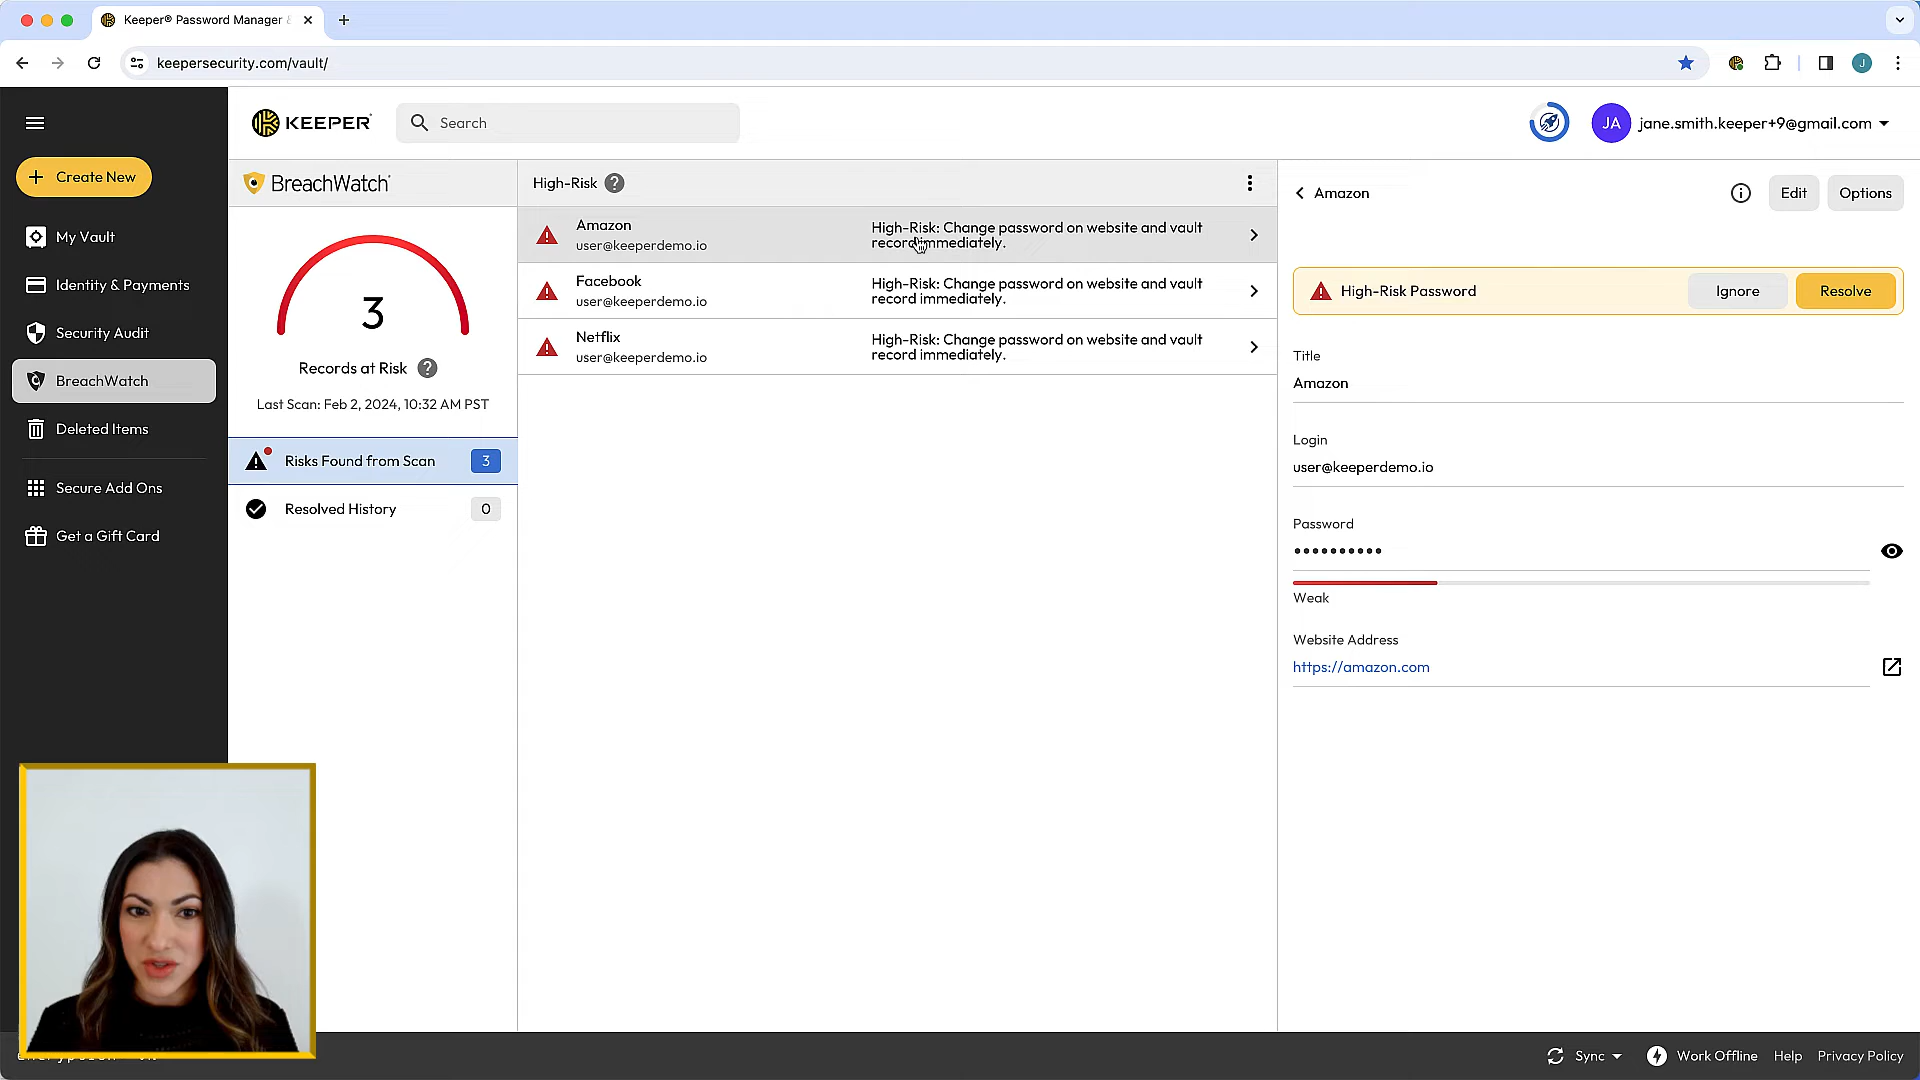 Keeper® Password Manager &
keepersecurity.com/vault/
J
KEEPER
Search
JA
jane.smith.keeper+9@gmail.com
Create New
My Vault
Identity & Payments
Security Audit
BreachWatch
Deleted Items
Secure Add Ons
Get a Gift Card
BreachWatch
3
Records at Risk ?
Last Scan: Feb 2, 2024, 10:32 AM PST
Risks Found from Scan 3
Resolved History 0
High-Risk ?
Amazon
user@keeperdemo.io
High-Risk: Change password on website and vault
record immediately.
Facebook
user@keeperdemo.io
High-Risk: Change password on website and vault
record immediately.
Netflix
user@keeperdemo.io
High-Risk: Change password on website and vault
record immediately.
Amazon
Edit
Options
High-Risk Password
Ignore
Resolve
Title
Amazon
Login
user@keeperdemo.io
Password
••••••••••
Weak
Website Address
https://amazon.com
Sync
Work Offline
Help
Privacy Policy